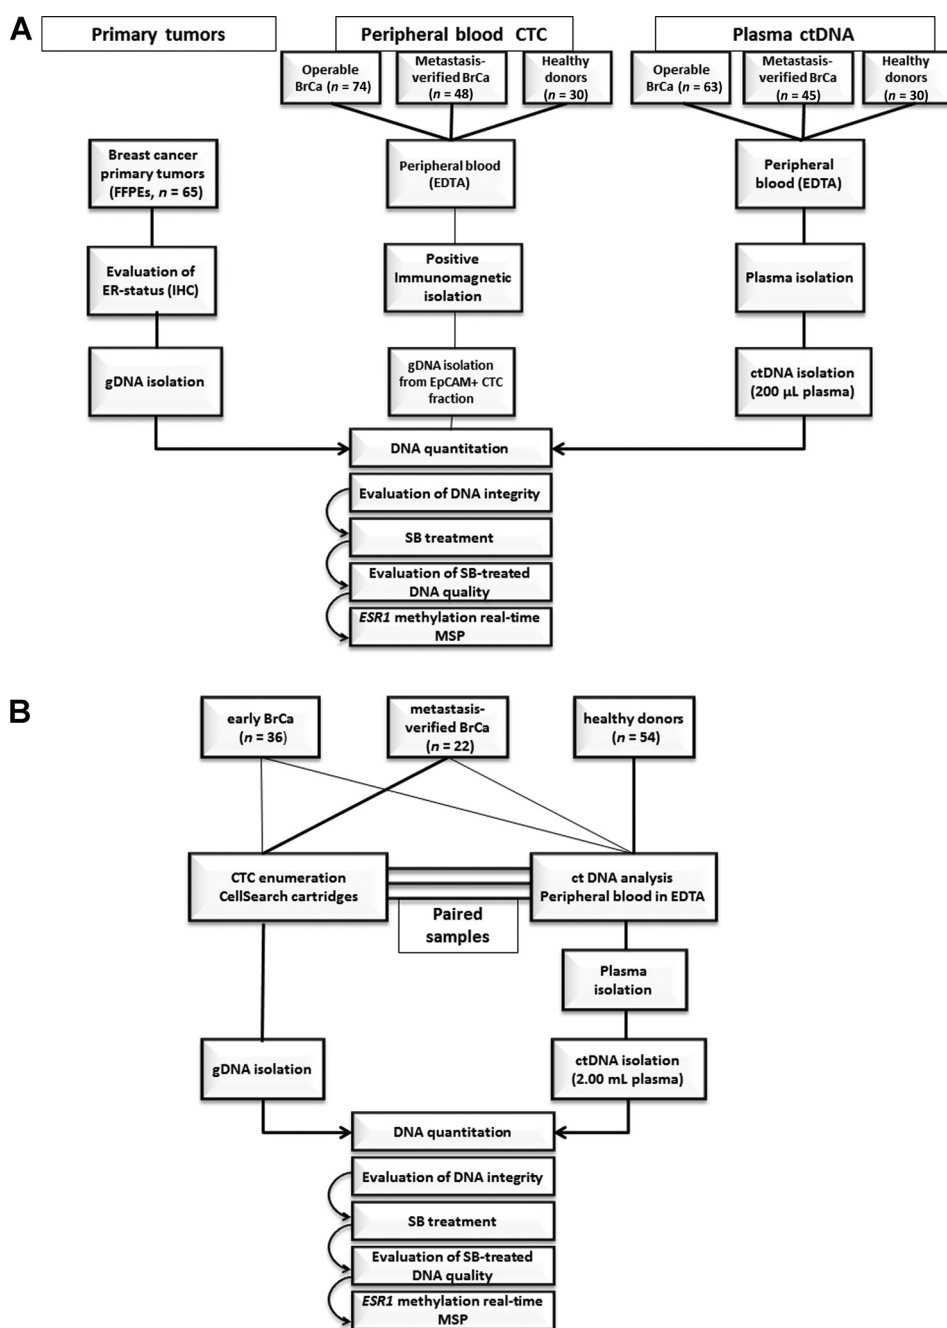 A
Primary tumors
Peripheral blood CTC
Plasma ctDNA
Operable
BrCa (n = 74)
Metastasis-
verified BrCa
(n = 48)
Healthy
donors
(n = 30)
Operable
BrCa (n = 63)
Metastasis-
verified BrCa
(n = 45)
Healthy
donors
(n = 30)
Breast cancer
primary tumors
(FFPEs, n = 65)
Peripheral blood
(EDTA)
Peripheral
blood (EDTA)
Evaluation of
ER-status (IHC)
Positive
Immunomagnetic
isolation
Plasma isolation
gDNA isolation
gDNA isolation
from EpCAM+ CTC
fraction
ctDNA isolation
(200 µL plasma)
DNA quantitation
Evaluation of DNA integrity
SB treatment
Evaluation of SB-treated
DNA quality
ESR1 methylation real-time
MSP
B
early BrCa
(n = 36)
metastasis-
verified BrCa
(n = 22)
healthy donors
(n = 54)
CTC enumeration
CellSearch cartridges
ct DNA analysis
Peripheral blood in EDTA
Paired
samples
Plasma
isolation
gDNA isolation
ctDNA isolation
(2.00 mL plasma)
DNA quantitation
Evaluation of DNA integrity
SB treatment
Evaluation of SB-treated
DNA quality
ESR1 methylation real-time
MSP